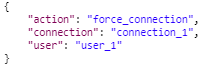 {
    "action": "force_connection",
    "connection": "connection_1",
    "user": "user_1"
}